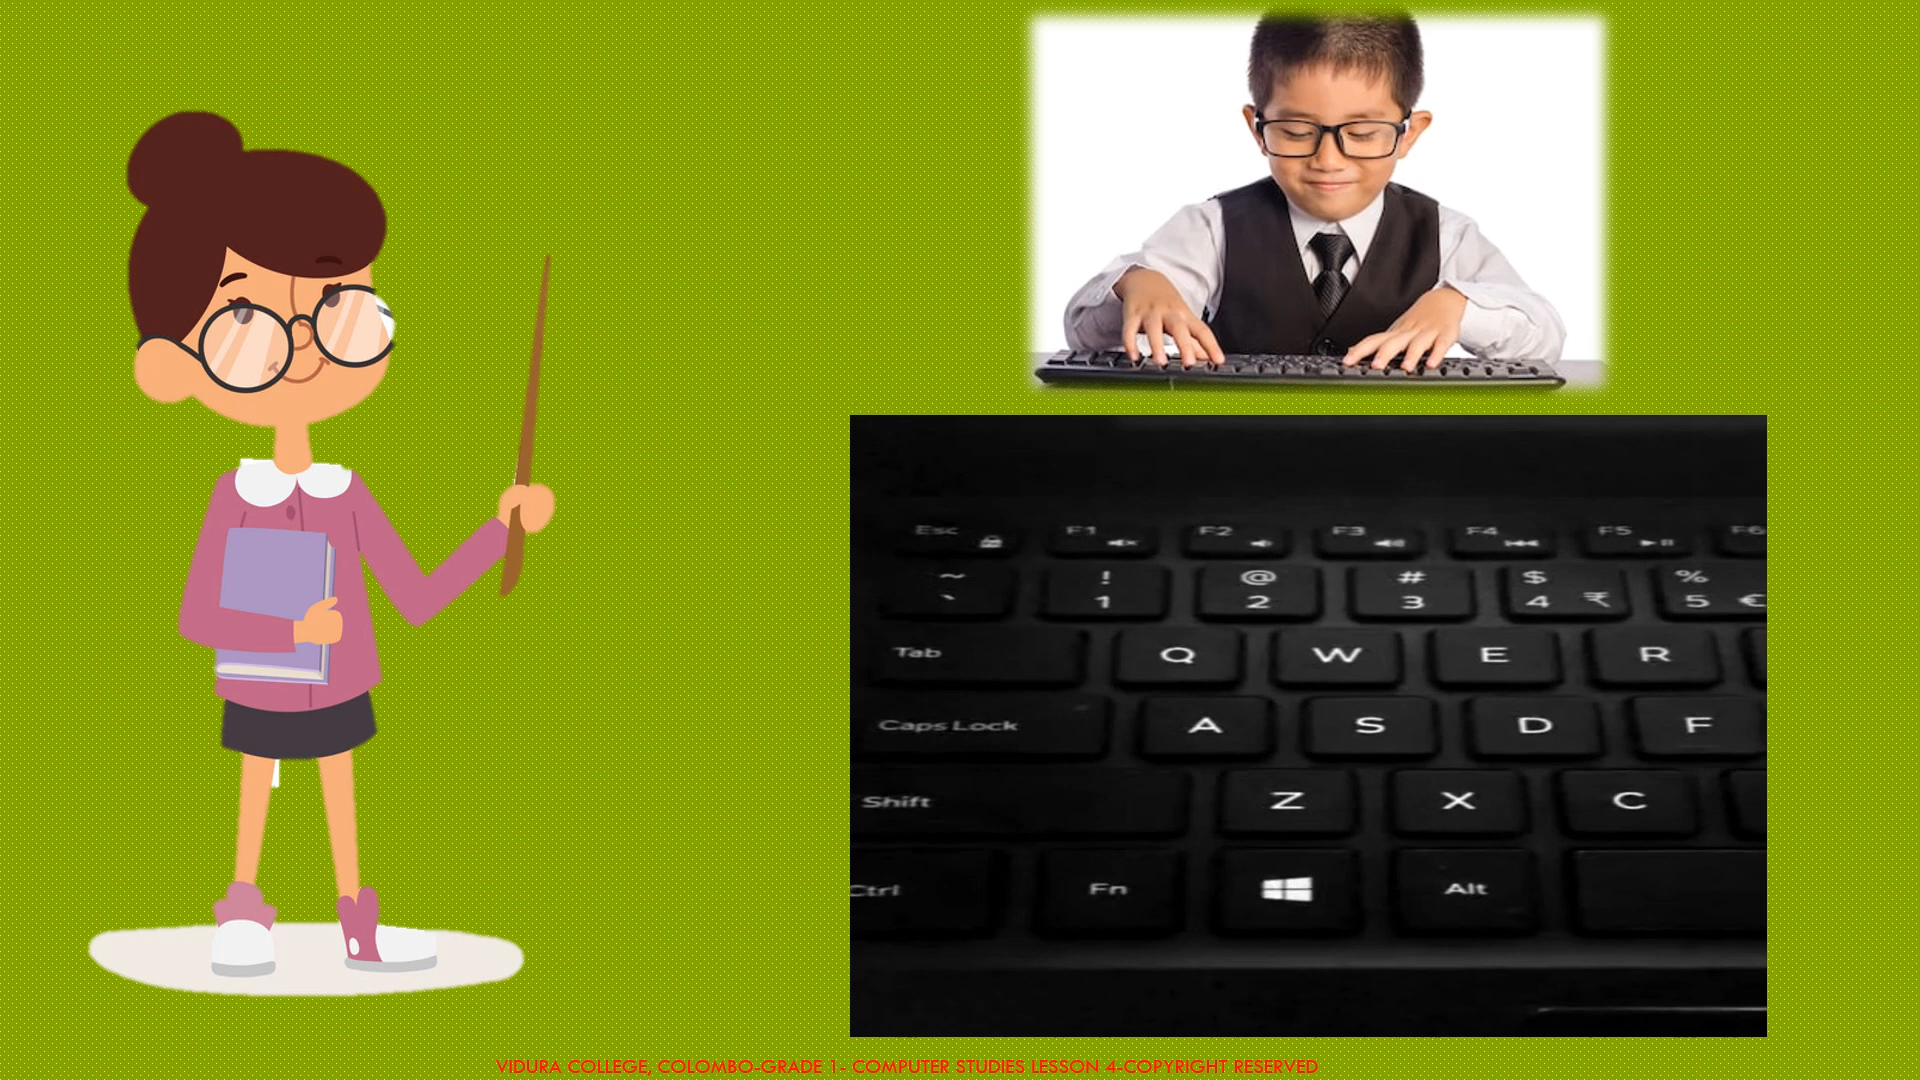 Esc F1 F2 F3 F4 F5 F6
~ ! @ # $ %
` 1 2 3 4 ₹ 5 €
Tab Q W E R
Caps Lock A S D F
Shift Z X C
Ctrl Fn Alt
VIDURA COLLEGE, COLOMBO-GRADE 1- COMPUTER STUDIES LESSON 4-COPYRIGHT RESERVED